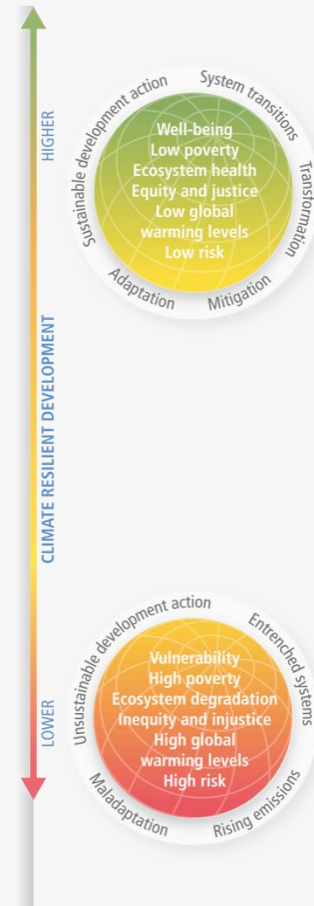 HIGHER
CLIMATE RESILIENT DEVELOPMENT
LOWER
Sustainable development action
System transitions
Transformation
Mitigation
Adaptation
Well-being
Low poverty
Ecosystem health
Equity and justice
Low global
warming levels
Low risk
Unsustainable development action
Entrenched systems
Rising emissions
Maladaptation
Vulnerability
High poverty
Ecosystem degradation
Inequity and injustice
High global
warming levels
High risk